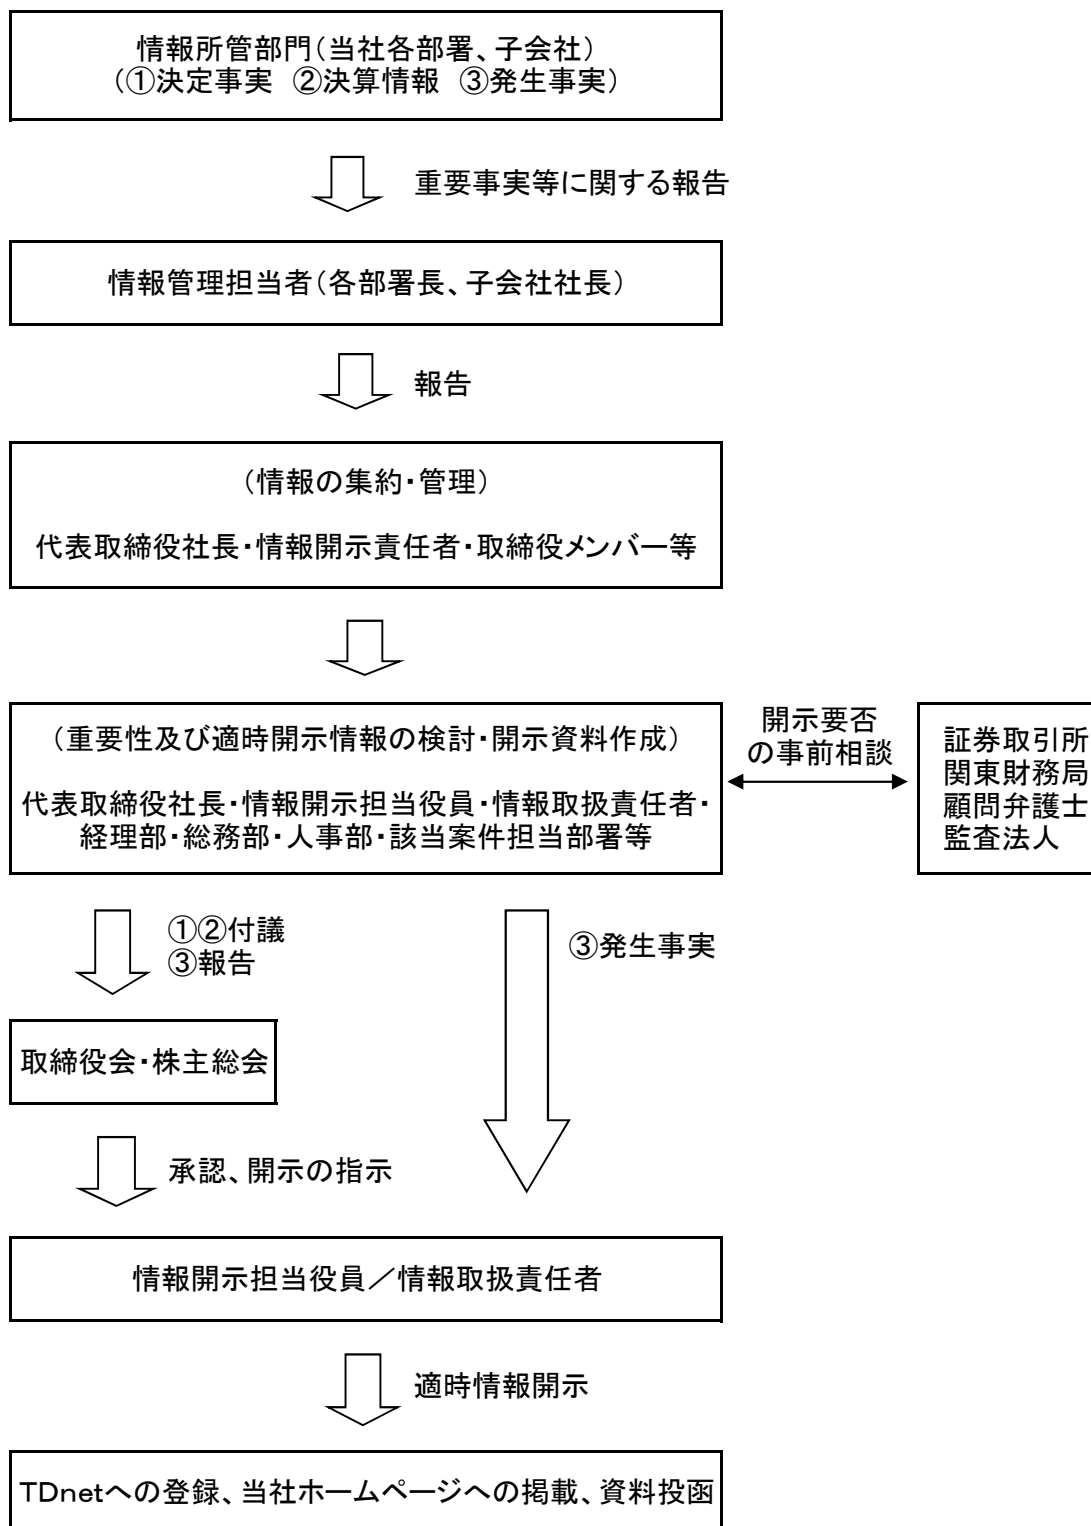 情報所管部門(当社各部署、子会社)
(①決定事実　②決算情報　③発生事実)
重要事実等に関する報告
情報管理担当者(各部署長、子会社社長)
報告
(情報の集約・管理)
代表取締役社長・情報開示責任者・取締役メンバー等
(重要性及び適時開示情報の検討・開示資料作成)
代表取締役社長・情報開示担当役員・情報取扱責任者・
経理部・総務部・人事部・該当案件担当部署等
開示要否
の事前相談
証券取引所
関東財務局
顧問弁護士
監査法人
①②付議
③報告
③発生事実
取締役会・株主総会
承認、開示の指示
情報開示担当役員／情報取扱責任者
適時情報開示
TDnetへの登録、当社ホームページへの掲載、資料投函